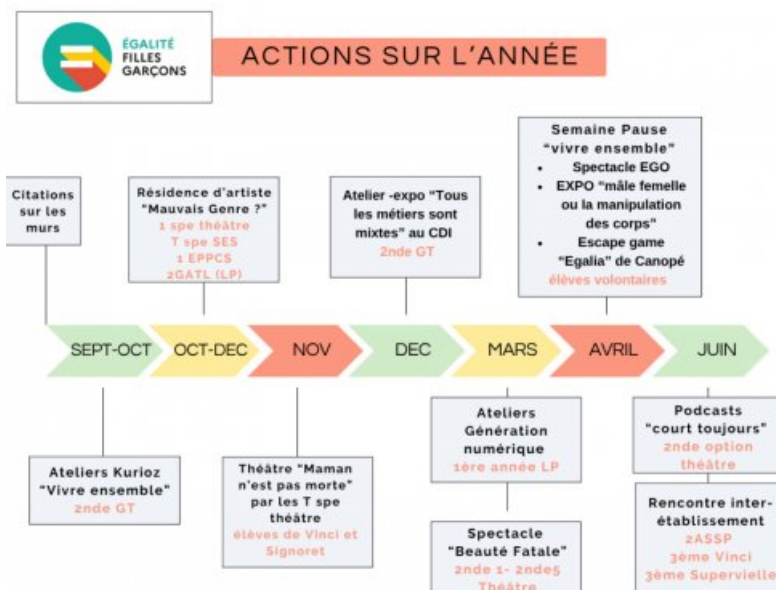 ÉGALITÉ
FILLES
GARÇONS
ACTIONS SUR L'ANNÉE
Citations
sur les
murs
Résidence d'artiste
"Mauvais Genre ?"
1 spe théâtre
T spe SES
1 EPPCS
2GATL (LP)
Atelier -expo "Tous
les métiers sont
mixtes" au CDI
2nde GT
Semaine Pause
"vivre ensemble"
• Spectacle EGO
• EXPO "mâle femelle
ou la manipulation
des corps"
• Escape game
"Egalia" de Canopé
élèves volontaires
SEPT-OCT
OCT-DEC
NOV
DEC
MARS
AVRIL
JUIN
Ateliers Kurioz
"Vivre ensemble"
2nde GT
Théâtre "Maman
n'est pas morte"
par les T spe
théâtre
élèves de Vinci et
Signoret
Ateliers
Génération
numérique
1ère année LP
Spectacle
"Beauté Fatale"
2nde 1- 2nde5
Théâtre
Podcasts
"court toujours"
2nde option
théâtre
Rencontre inter-
établissement
2ASSP
3ème Vinci
3ème Supervielle